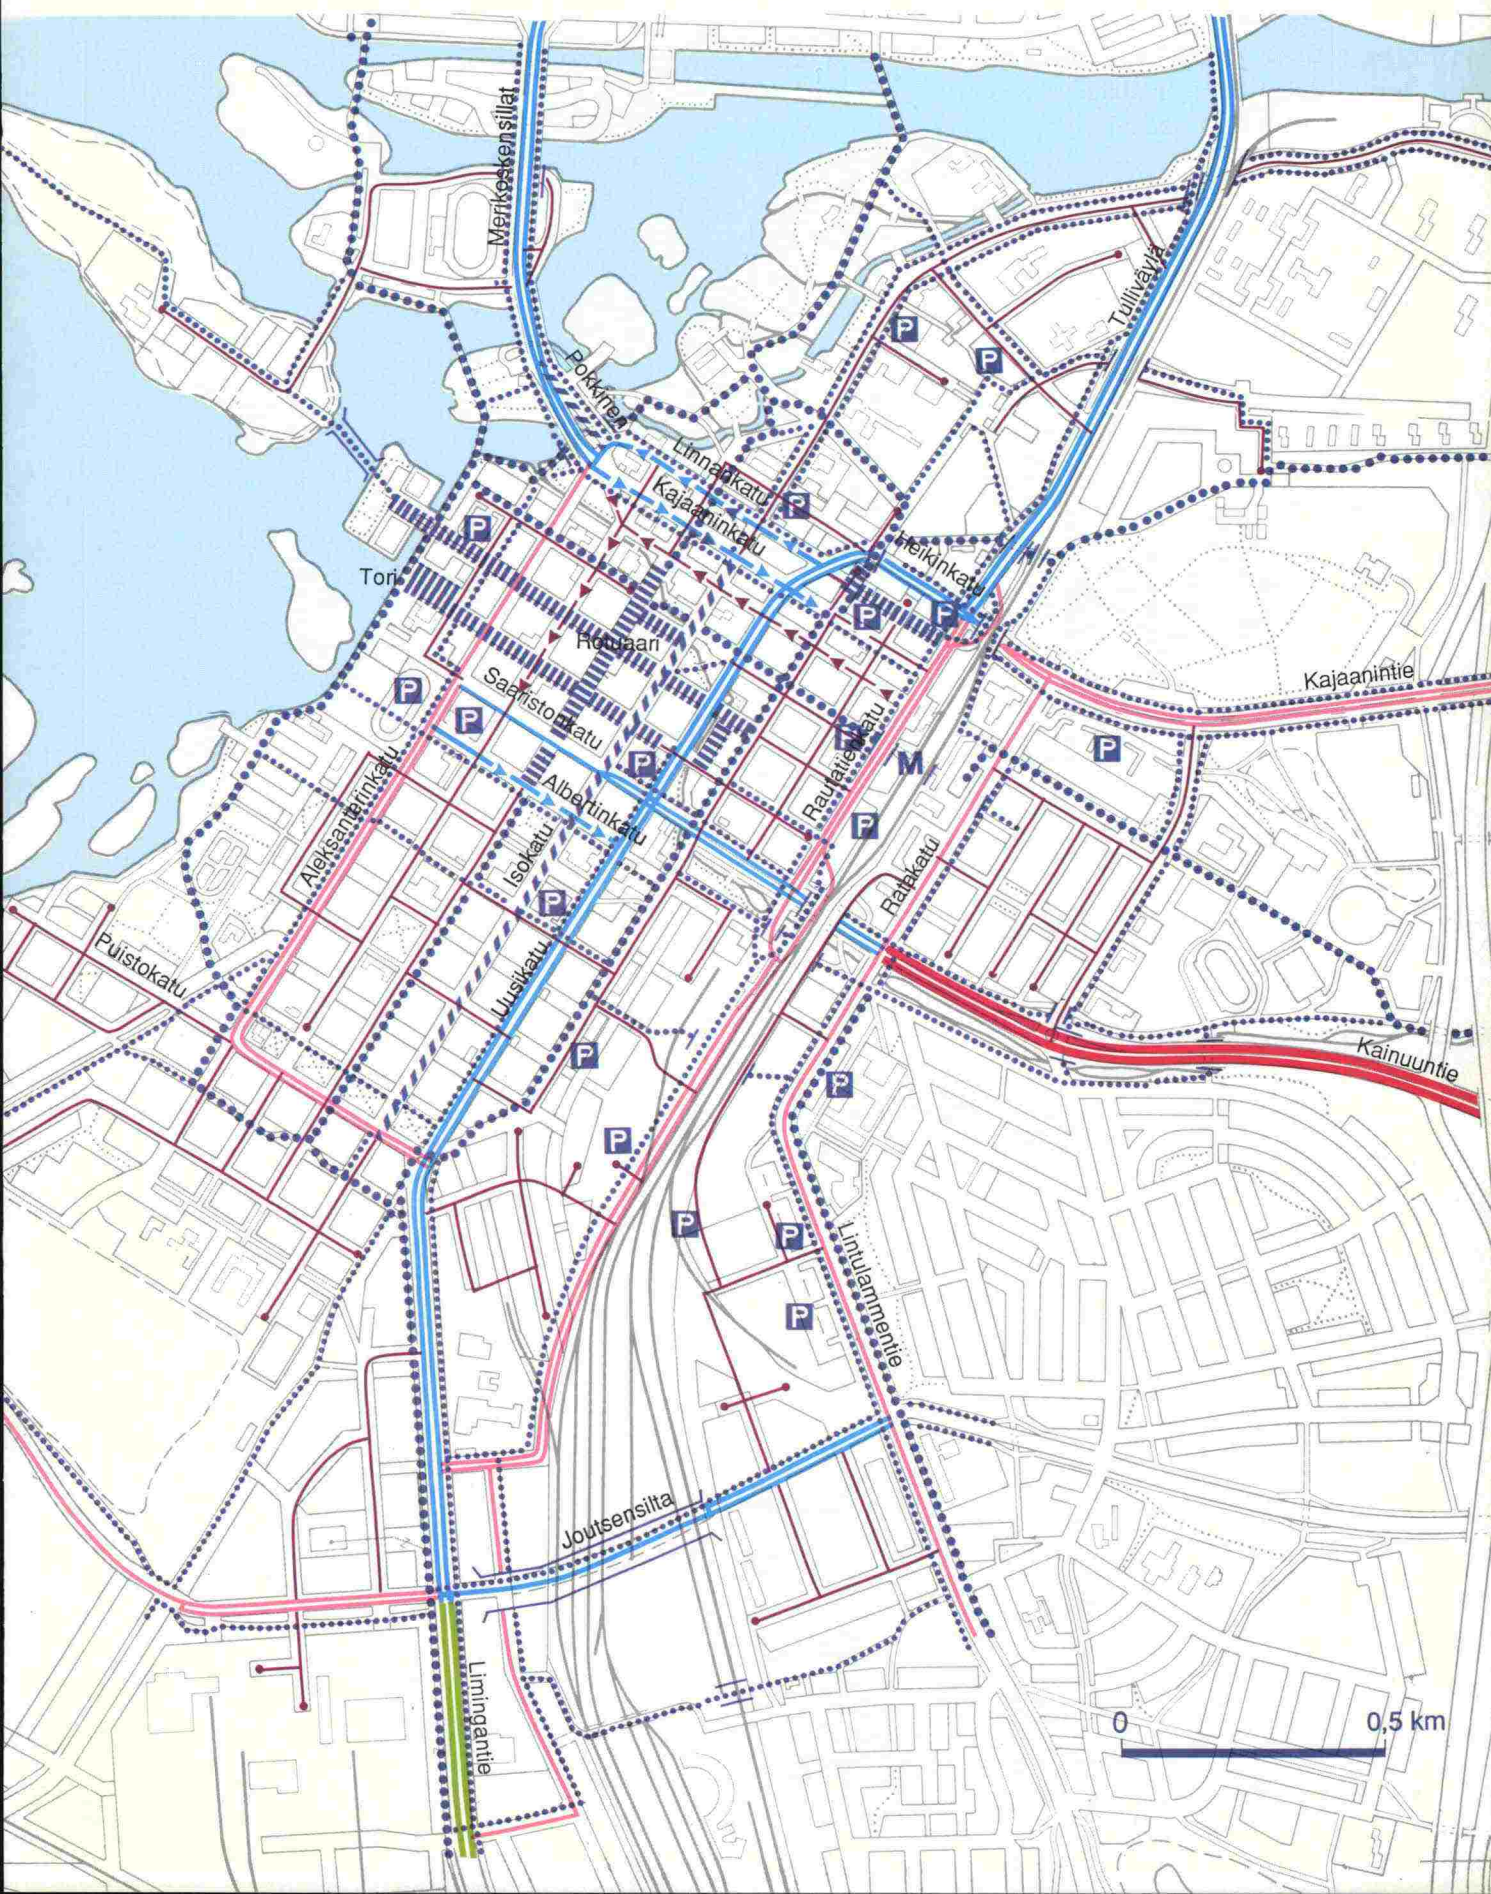 Merikoskensillat
Tulliväylä
P
P
Pokkinen
Linnankatu
Kajaaninkatu
P
P
Heikinkatu
Tori
P
P
Rotuaari
Saaristonkatu
Kajaanintie
P
P
P
P
M
P
Rautatienkatu
Aleksanterinkatu
Albertinkatu
Isokatu
P
P
Ratakatu
Puistokatu
Uusikatu
P
P
Kainuuntie
P
P
P
Lintulammentie
P
Joutsensilta
Limingantie
0
0,5 km